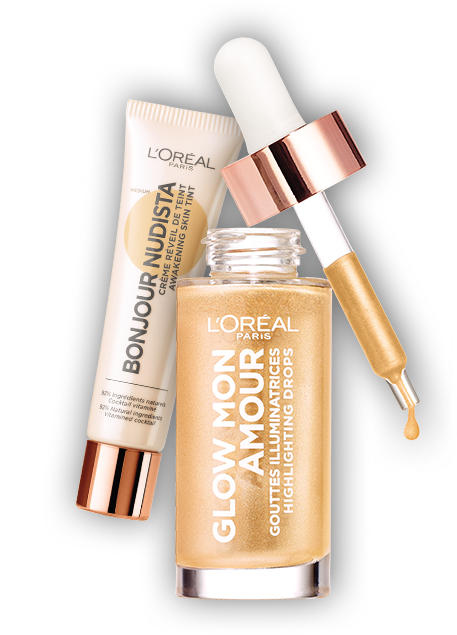 L'ORÉAL
PARIS
MEDIUM
BONJOUR NUDISTA
CRÈME RÉVEIL DE TEINT
AWAKENING SKIN TINT
92% Ingrédients naturels
Cocktail vitaminé
92% Natural ingredients
Vitamined cocktail
L'ORÉAL
PARIS
GLOW MON
AMOUR
GOUTTES ILLUMINATRICES
HIGHLIGHTING DROPS